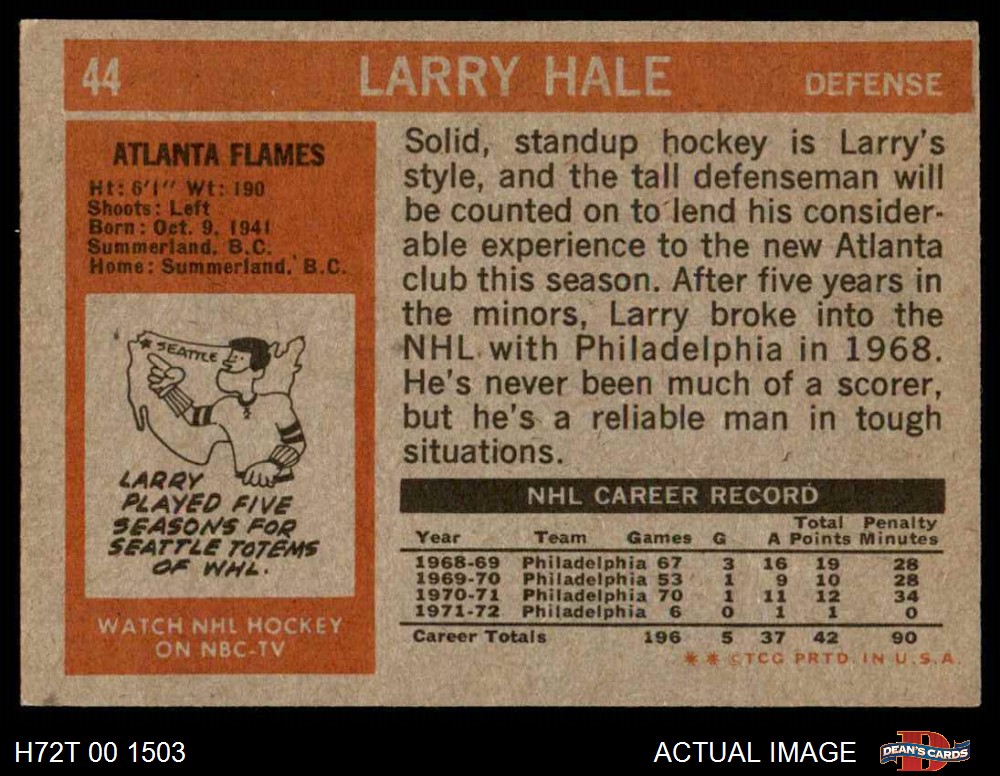 44 LARRY HALE DEFENSE
ATLANTA FLAMES
Ht: 6'1" Wt: 190
Shoots: Left
Born: Oct. 9, 1941
Summerland, B.C.
Home: Summerland, B.C.
* SEATTLE
LARRY
PLAYED FIVE
SEASONS FOR
SEATTLE TOTEMS
OF WHL.
WATCH NHL HOCKEY
ON NBC-TV
Solid, standup hockey is Larry's
style, and the tall defenseman will
be counted on to lend his consider-
able experience to the new Atlanta
club this season. After five years in
the minors, Larry broke into the
NHL with Philadelphia in 1968.
He's never been much of a scorer,
but he's a reliable man in tough
situations.
NHL CAREER RECORD
Year Team Games G A Total Points Penalty Minutes
1968-69 Philadelphia 67 3 16 19 28
1969-70 Philadelphia 53 1 9 10 28
1970-71 Philadelphia 70 1 11 12 34
1971-72 Philadelphia 6 0 1 1 0
Career Totals 196 5 37 42 90
* * ©TCG PRTD. IN U.S.A.
H72T 00 1503 ACTUAL IMAGE DEAN'S CARDS